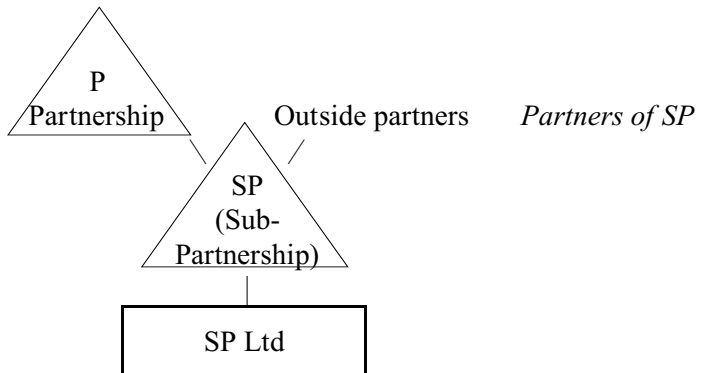 P
Partnership
Outside partners
Partners of SP
SP
(Sub-
Partnership)
SP Ltd